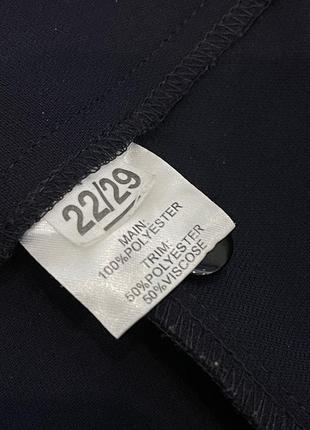 22/29
MAIN:
100%POLYESTER
TRIM:
50%POLYESTER
50%VISCOSE